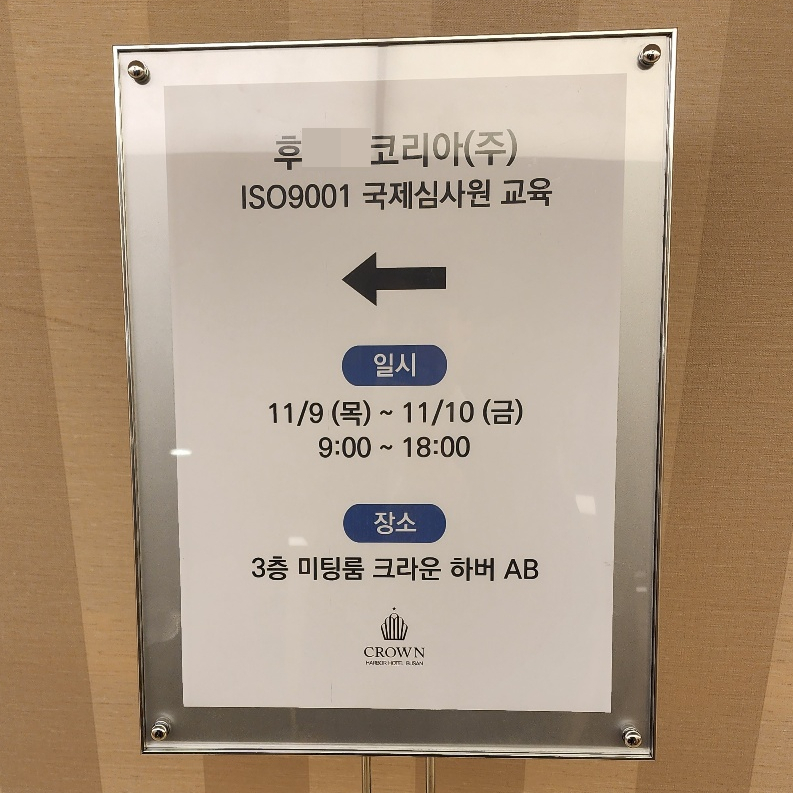 후 코리아(주)
ISO9001 국제심사원 교육
일시
11/9 (목) ~ 11/10 (금)
9:00 ~ 18:00
장소
3층 미팅룸 크라운 하버 AB
CROWN
HARBOR HOTEL BUSAN